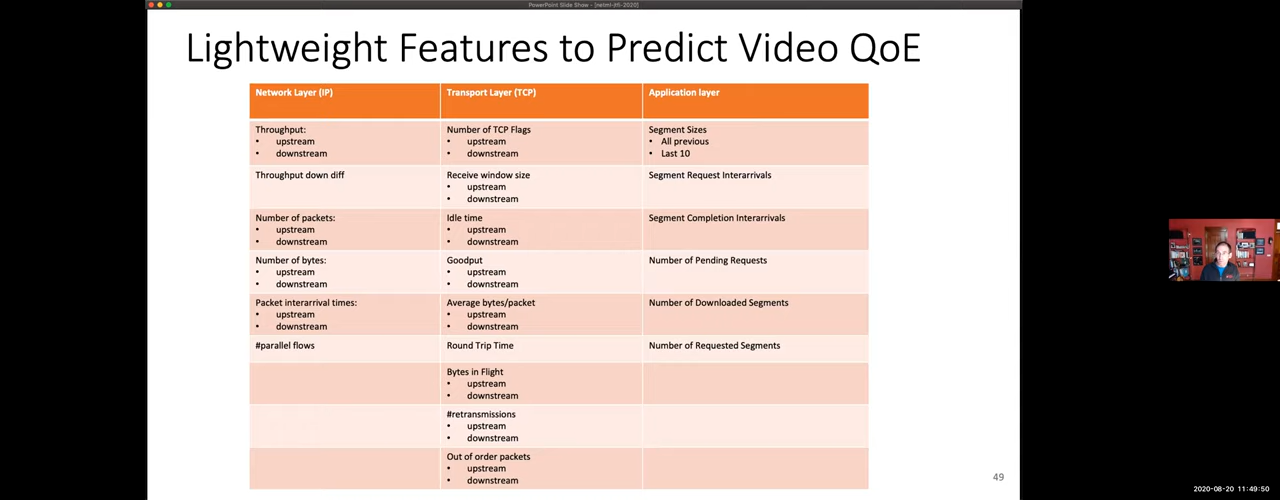 PowerPoint Slide Show - [netml-jtfi-2020]
Lightweight Features to Predict Video QoE
Network Layer (IP)
Transport Layer (TCP)
Application layer
Throughput:
• upstream
• downstream
Number of TCP Flags
• upstream
• downstream
Segment Sizes
• All previous
• Last 10
Throughput down diff
Receive window size
• upstream
• downstream
Segment Request Interarrivals
Number of packets:
• upstream
• downstream
Idle time
• upstream
• downstream
Segment Completion Interarrivals
Number of bytes:
• upstream
• downstream
Goodput
• upstream
• downstream
Number of Pending Requests
Packet interarrival times:
• upstream
• downstream
Average bytes/packet
• upstream
• downstream
Number of Downloaded Segments
#parallel flows
Round Trip Time
Number of Requested Segments
Bytes in Flight
• upstream
• downstream
#retransmissions
• upstream
• downstream
Out of order packets
• upstream
• downstream
49
2020-08-20 11:49:50